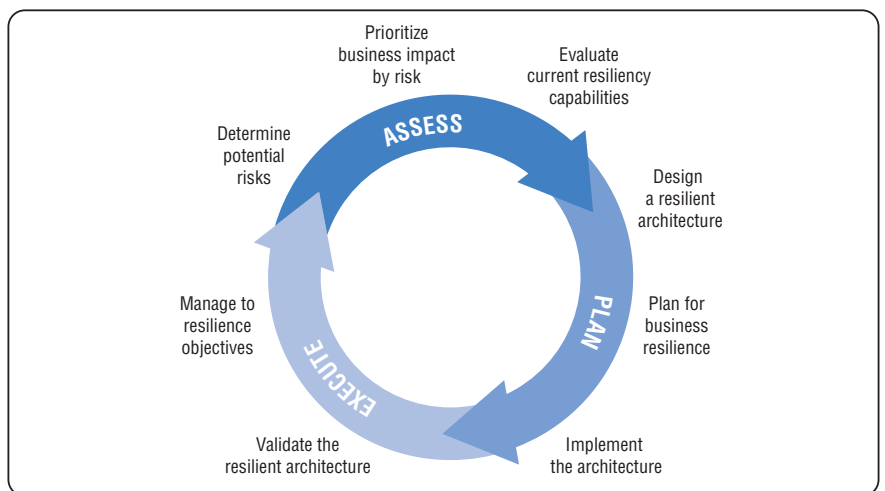 Prioritize
business impact
by risk
Evaluate
current resiliency
capabilities
ASSESS
Determine
potential
risks
Design
a resilient
architecture
Manage to
resilience
objectives
PLAN
Plan for
business
resilience
EXECUTE
Validate the
resilient architecture
Implement
the architecture